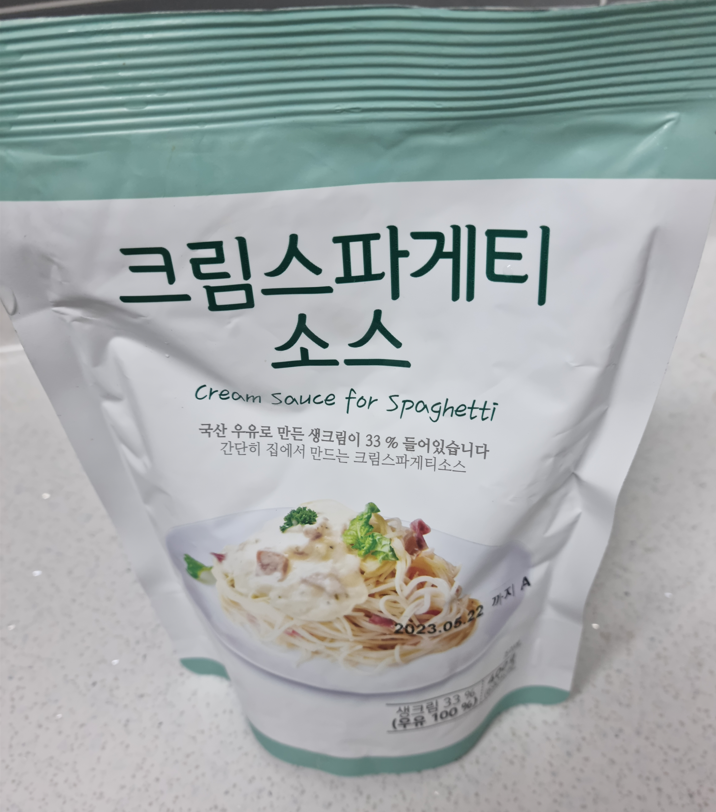 크림스파게티
소스
Cream Sauce for Spaghetti
국산 우유로 만든 생크림이 33 % 들어있습니다
간단히 집에서 만드는 크림스파게티소스
2023.05.22 까지 A
생크림 33 %
(우유 100 %)
400 g